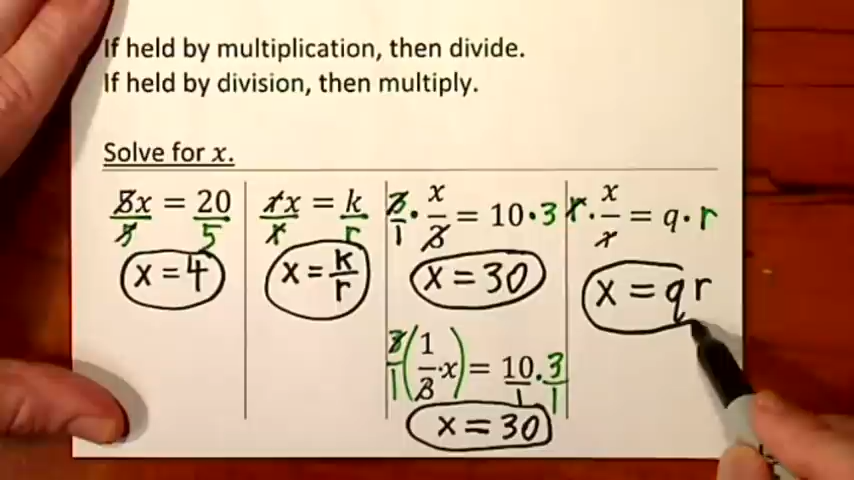 If held by multiplication, then divide.
If held by division, then multiply.
Solve for x.
5x = 20
5 5
x = 4
rx = k
r r
x = k/r
3/1 · x/3 = 10 · 3
x = 30
3/1 (1/3 · x) = 10/1 · 3/1
x = 30
r · x/r = q · r
x = qr